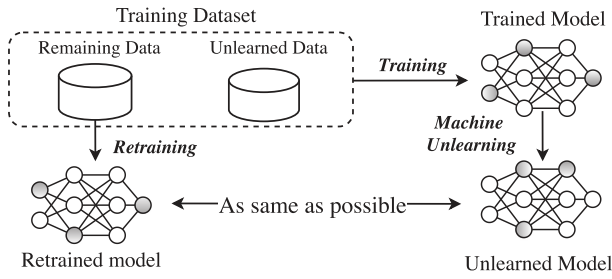 Training Dataset
Remaining Data
Unlearned Data
Training
Trained Model
Retraining
Machine
Unlearning
As same as possible
Retrained model
Unlearned Model